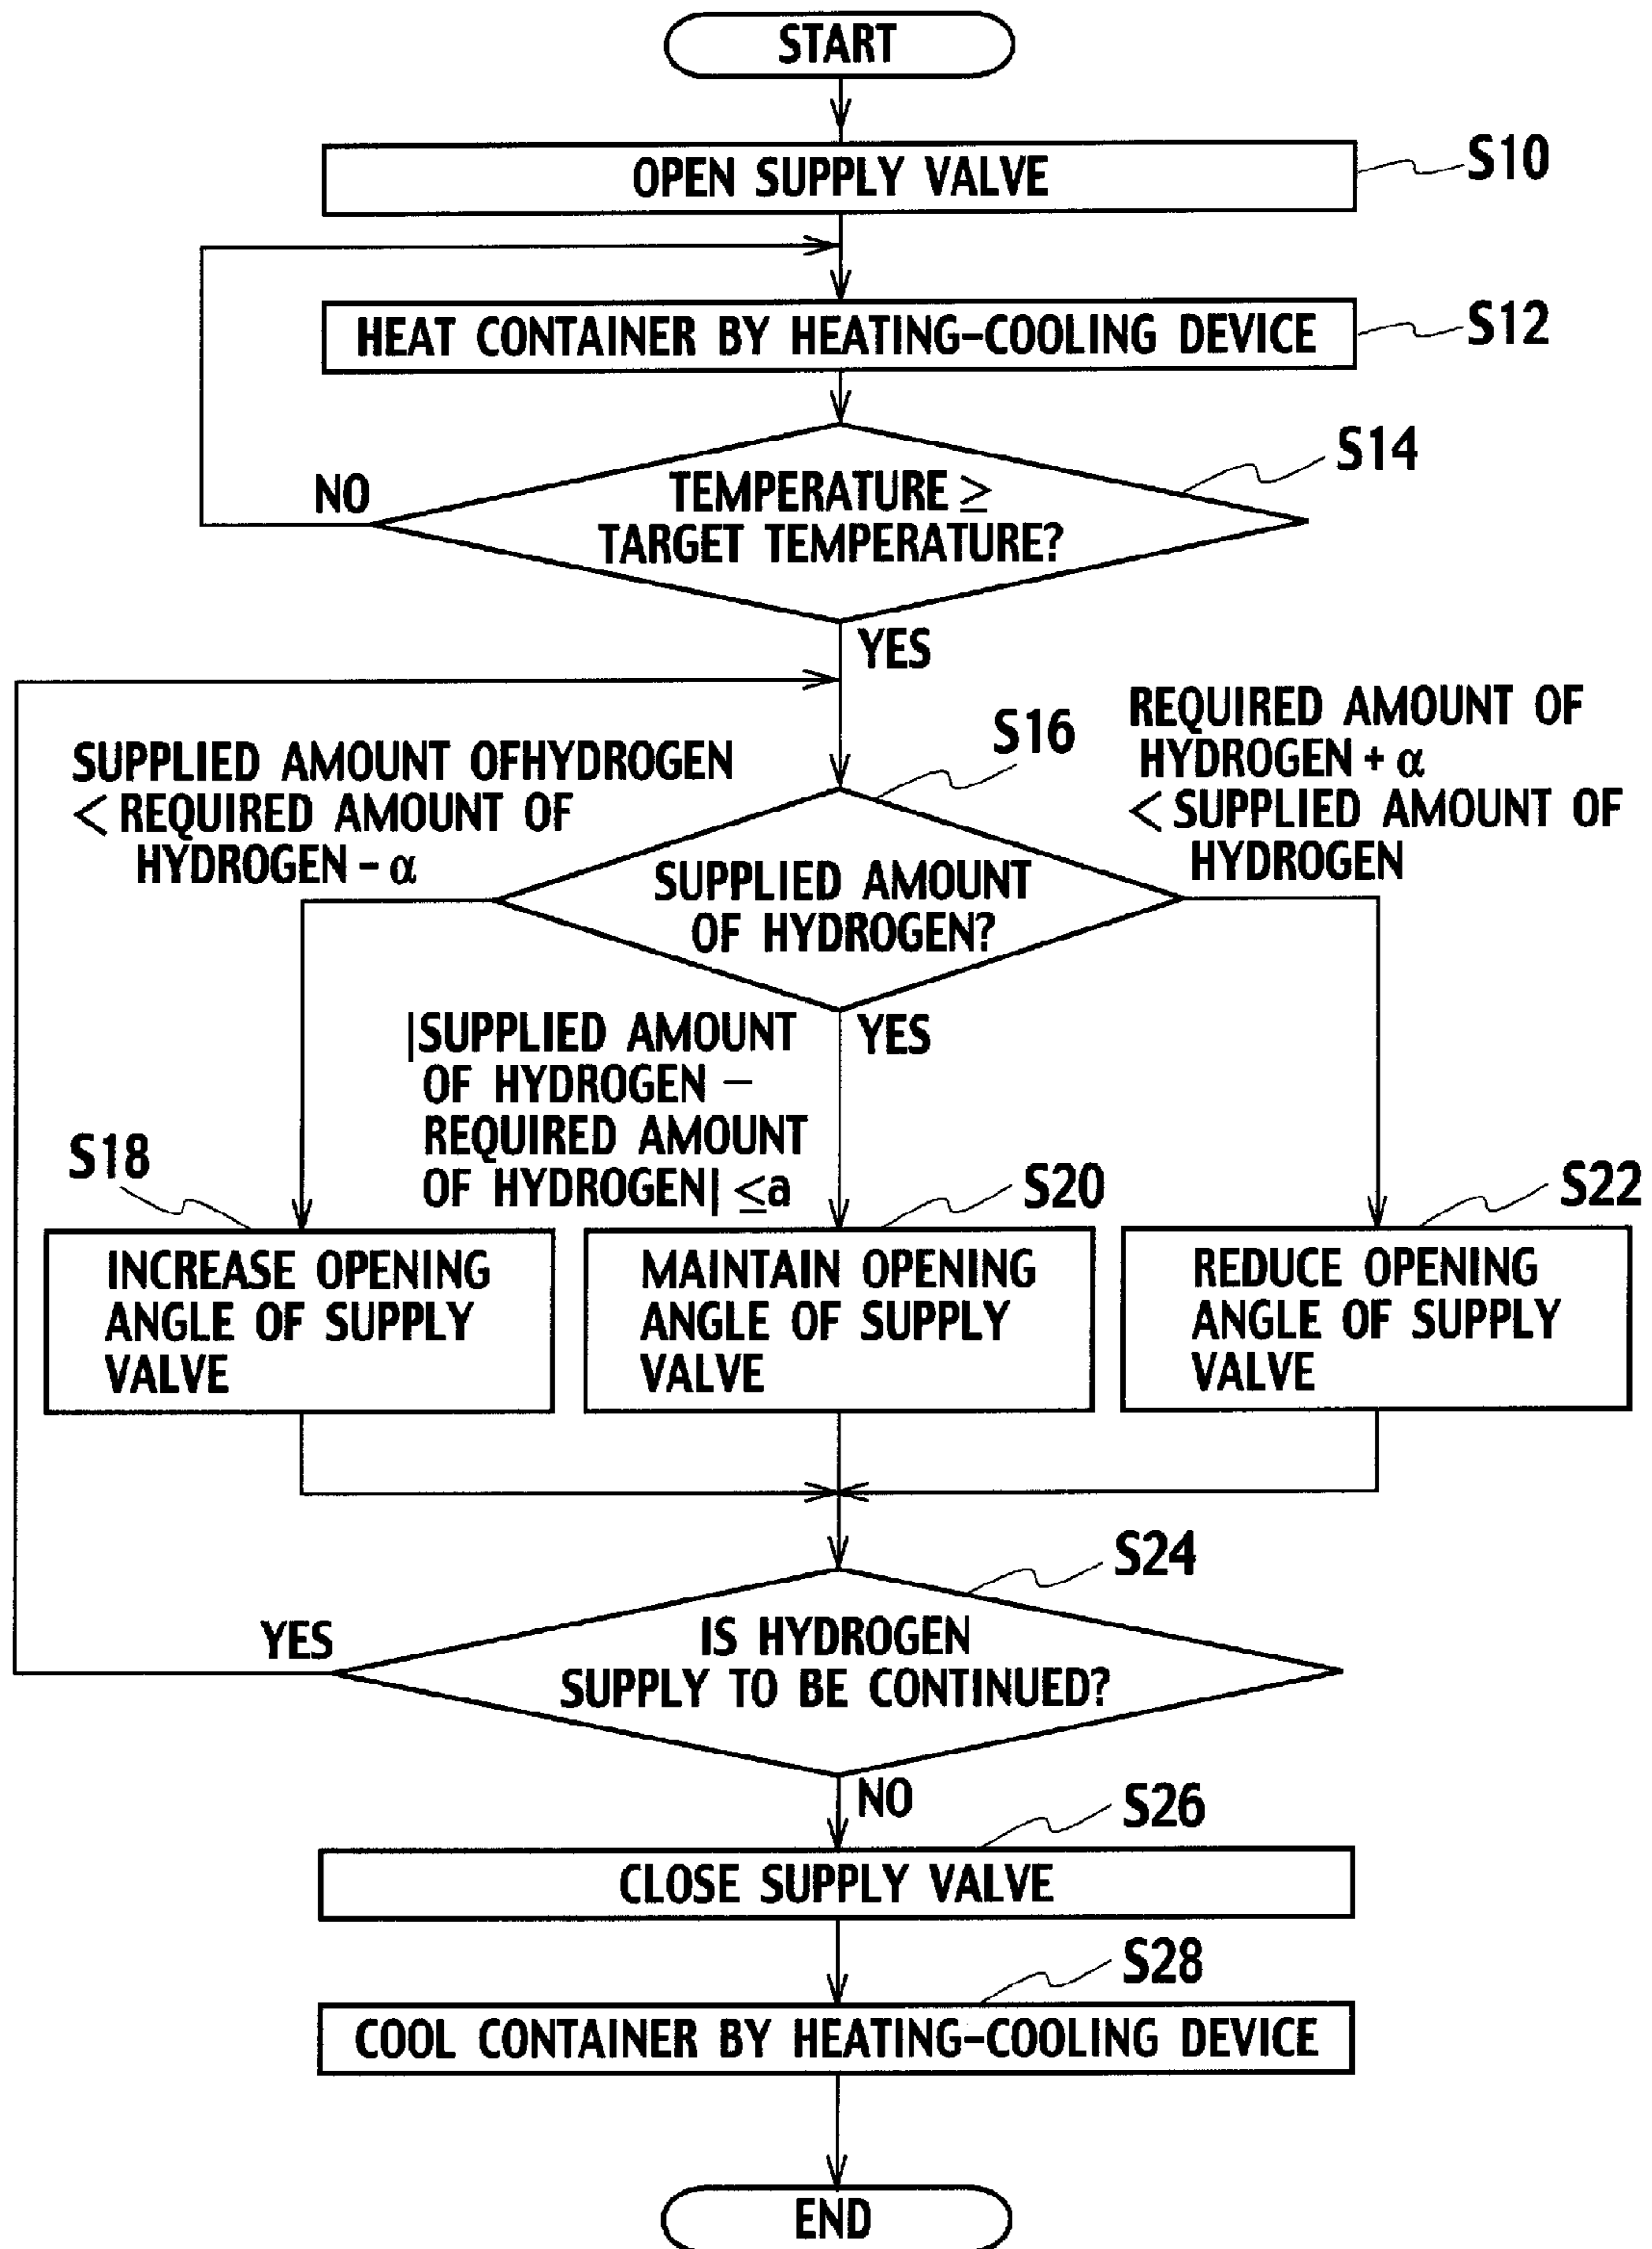 START
OPEN SUPPLY VALVE
S10
HEAT CONTAINER BY HEATING-COOLING DEVICE
S12
S14
TEMPERATURE ≥
TARGET TEMPERATURE?
NO
YES
SUPPLIED AMOUNT OFHYDROGEN
< REQUIRED AMOUNT OF
HYDROGEN - α
S16
REQUIRED AMOUNT OF
HYDROGEN + α
< SUPPLIED AMOUNT OF
HYDROGEN
SUPPLIED AMOUNT
OF HYDROGEN?
|SUPPLIED AMOUNT
OF HYDROGEN —
REQUIRED AMOUNT
OF HYDROGEN| ≤a
YES
S18
INCREASE OPENING
ANGLE OF SUPPLY
VALVE
S20
MAINTAIN OPENING
ANGLE OF SUPPLY
VALVE
S22
REDUCE OPENING
ANGLE OF SUPPLY
VALVE
S24
IS HYDROGEN
SUPPLY TO BE CONTINUED?
YES
NO
S26
CLOSE SUPPLY VALVE
S28
COOL CONTAINER BY HEATING-COOLING DEVICE
END